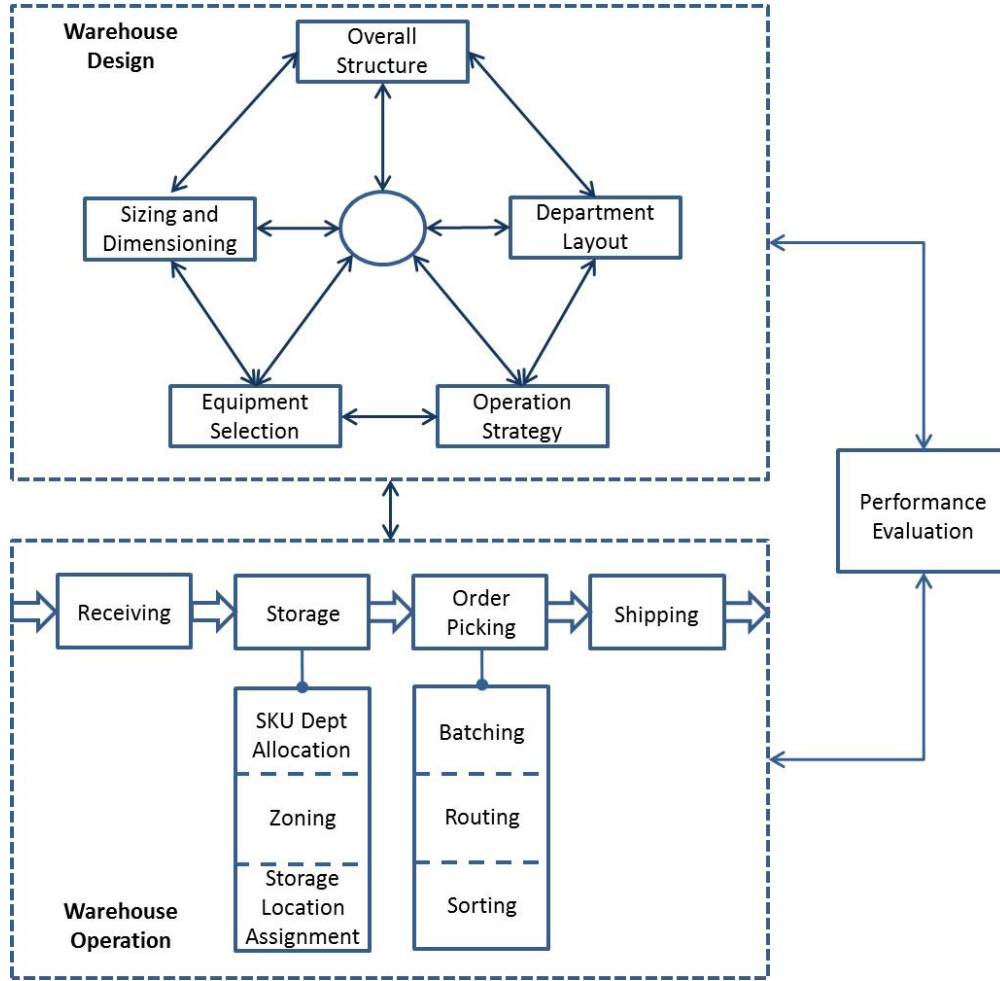 Warehouse
Design
Overall
Structure
Sizing and
Dimensioning
Department
Layout
Equipment
Selection
Operation
Strategy
Performance
Evaluation
Receiving
Storage
Order
Picking
Shipping
SKU Dept
Allocation
Zoning
Storage
Location
Assignment
Batching
Routing
Sorting
Warehouse
Operation